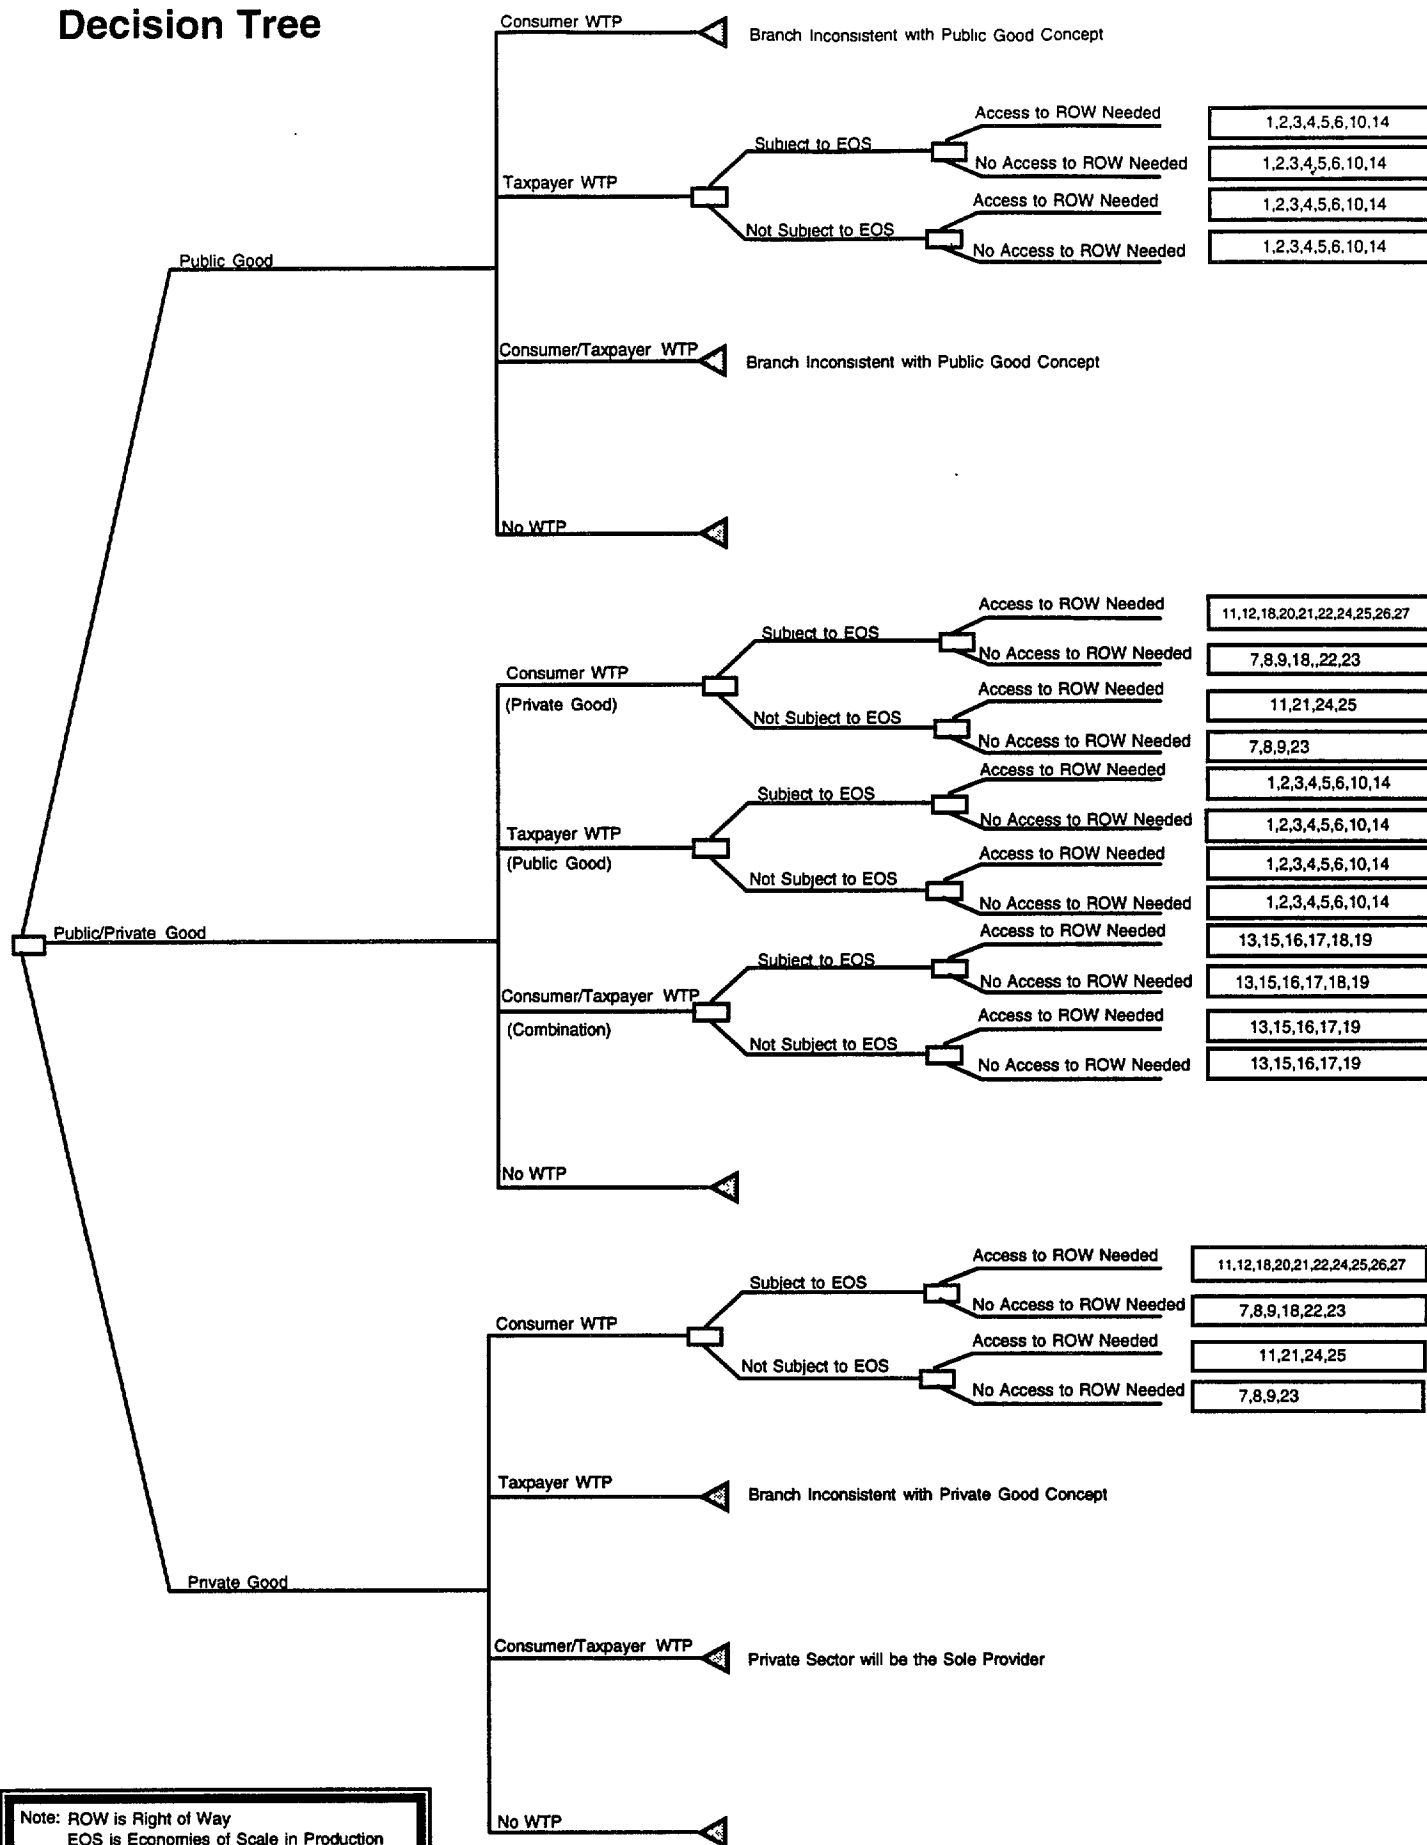 Decision Tree
Consumer WTP
Branch Inconsistent with Public Good Concept
Access to ROW Needed
1,2,3,4,5,6,10,14
Subject to EOS
No Access to ROW Needed
1,2,3,4,5,6,10,14
Taxpayer WTP
Access to ROW Needed
1,2,3,4,5,6,10,14
Not Subject to EOS
No Access to ROW Needed
1,2,3,4,5,6,10,14
Public Good
Consumer/Taxpayer WTP
Branch Inconsistent with Public Good Concept
No WTP
Access to ROW Needed
11,12,18,20,21,22,24,25,26,27
Subject to EOS
No Access to ROW Needed
7,8,9,18,,22,23
Consumer WTP
(Private Good)
Access to ROW Needed
11,21,24,25
Not Subject to EOS
No Access to ROW Needed
7,8,9,23
Access to ROW Needed
1,2,3,4,5,6,10,14
Subject to EOS
No Access to ROW Needed
1,2,3,4,5,6,10,14
Taxpayer WTP
(Public Good)
Access to ROW Needed
1,2,3,4,5,6,10,14
Not Subject to EOS
No Access to ROW Needed
1,2,3,4,5,6,10,14
Public/Private Good
Access to ROW Needed
13,15,16,17,18,19
Subject to EOS
No Access to ROW Needed
13,15,16,17,18,19
Consumer/Taxpayer WTP
(Combination)
Access to ROW Needed
13,15,16,17,19
Not Subject to EOS
No Access to ROW Needed
13,15,16,17,19
No WTP
Access to ROW Needed
11,12,18,20,21,22,24,25,26,27
Subject to EOS
No Access to ROW Needed
7,8,9,18,22,23
Consumer WTP
Access to ROW Needed
11,21,24,25
Not Subject to EOS
No Access to ROW Needed
7,8,9,23
Taxpayer WTP
Branch Inconsistent with Private Good Concept
Private Good
Consumer/Taxpayer WTP
Private Sector will be the Sole Provider
No WTP
Note: ROW is Right of Way
EOS is Economies of Scale in Production